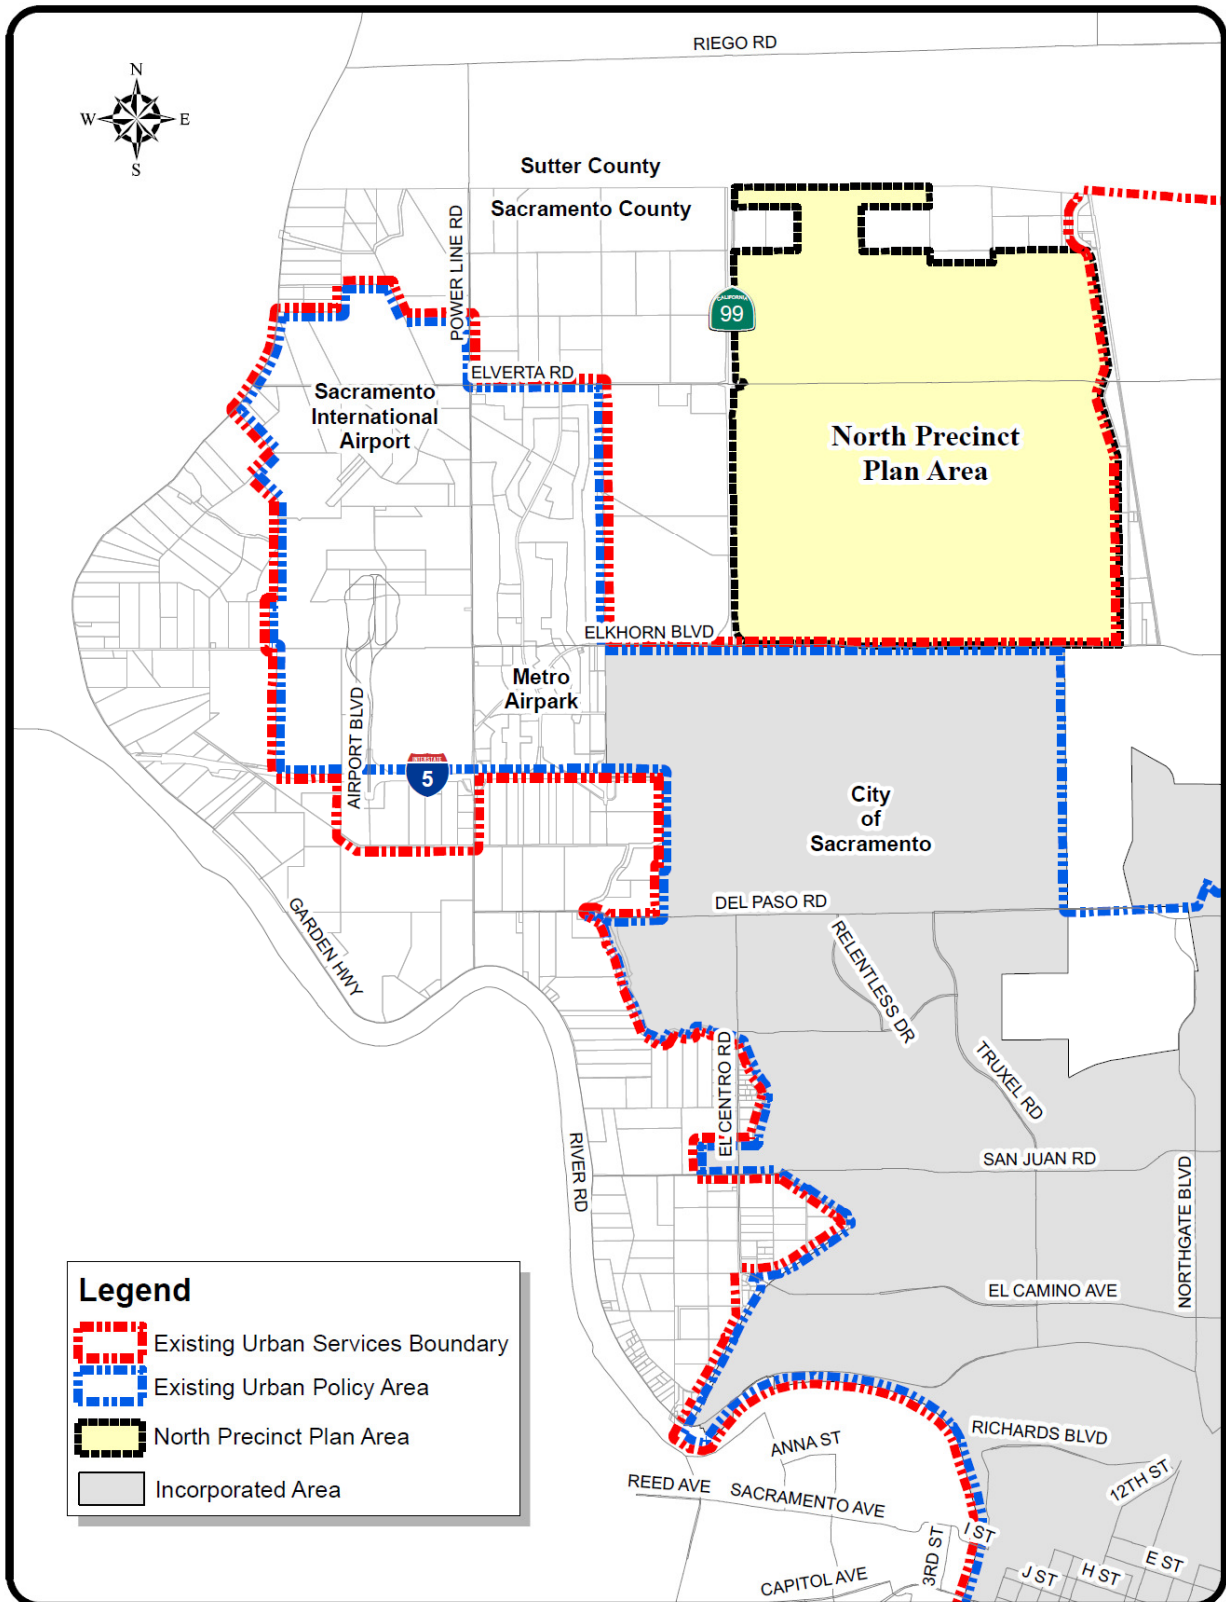 RIEGO RD
N
W
E
S
Sutter County
Sacramento County
POWER LINE RD
CALIFORNIA
99
ELVERTA RD
Sacramento
International
Airport
North Precinct
Plan Area
ELKHORN BLVD
Metro
Airpark
AIRPORT BLVD
INTERSTATE
5
City
of
Sacramento
DEL PASO RD
GARDEN HWY
RELENTLESS DR
EL CENTRO RD
TRUXEL RD
RIVER RD
SAN JUAN RD
NORTHGATE BLVD
EL CAMINO AVE
Legend
Existing Urban Services Boundary
Existing Urban Policy Area
North Precinct Plan Area
Incorporated Area
RICHARDS BLVD
ANNA ST
12TH ST
REED AVE
SACRAMENTO AVE
I ST
3RD ST
E ST
H ST
J ST
CAPITOL AVE